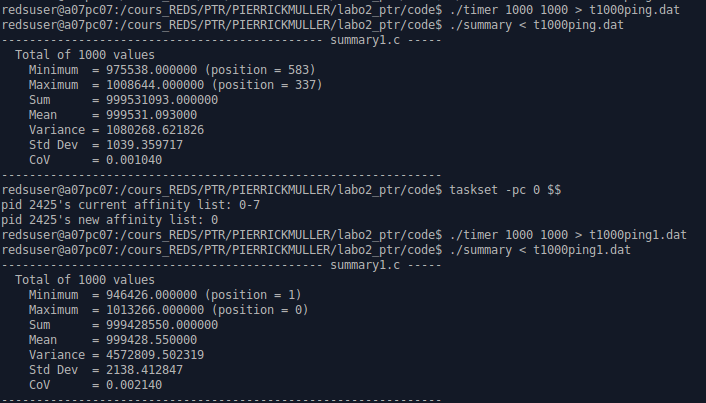 redsuser@a07pc07:/cours_REDS/PTR/PIERRICKMULLER/labo2_ptr/code$ ./timer 1000 1000 > t1000ping.dat
redsuser@a07pc07:/cours_REDS/PTR/PIERRICKMULLER/labo2_ptr/code$ ./summary < t1000ping.dat
---------------------------------------------- summary1.c -----
  Total of 1000 values
    Minimum  = 975538.000000 (position = 583)
    Maximum  = 1008644.000000 (position = 337)
    Sum      = 999531093.000000
    Mean     = 999531.093000
    Variance = 1080268.621826
    Std Dev  = 1039.359717
    CoV      = 0.001040
---------------------------------------------------------------
redsuser@a07pc07:/cours_REDS/PTR/PIERRICKMULLER/labo2_ptr/code$ taskset -pc 0 $$
pid 2425's current affinity list: 0-7
pid 2425's new affinity list: 0
redsuser@a07pc07:/cours_REDS/PTR/PIERRICKMULLER/labo2_ptr/code$ ./timer 1000 1000 > t1000ping1.dat
redsuser@a07pc07:/cours_REDS/PTR/PIERRICKMULLER/labo2_ptr/code$ ./summary < t1000ping1.dat
---------------------------------------------- summary1.c -----
  Total of 1000 values
    Minimum  = 946426.000000 (position = 1)
    Maximum  = 1013266.000000 (position = 0)
    Sum      = 999428550.000000
    Mean     = 999428.550000
    Variance = 4572809.502319
    Std Dev  = 2138.412847
    CoV      = 0.002140
---------------------------------------------------------------